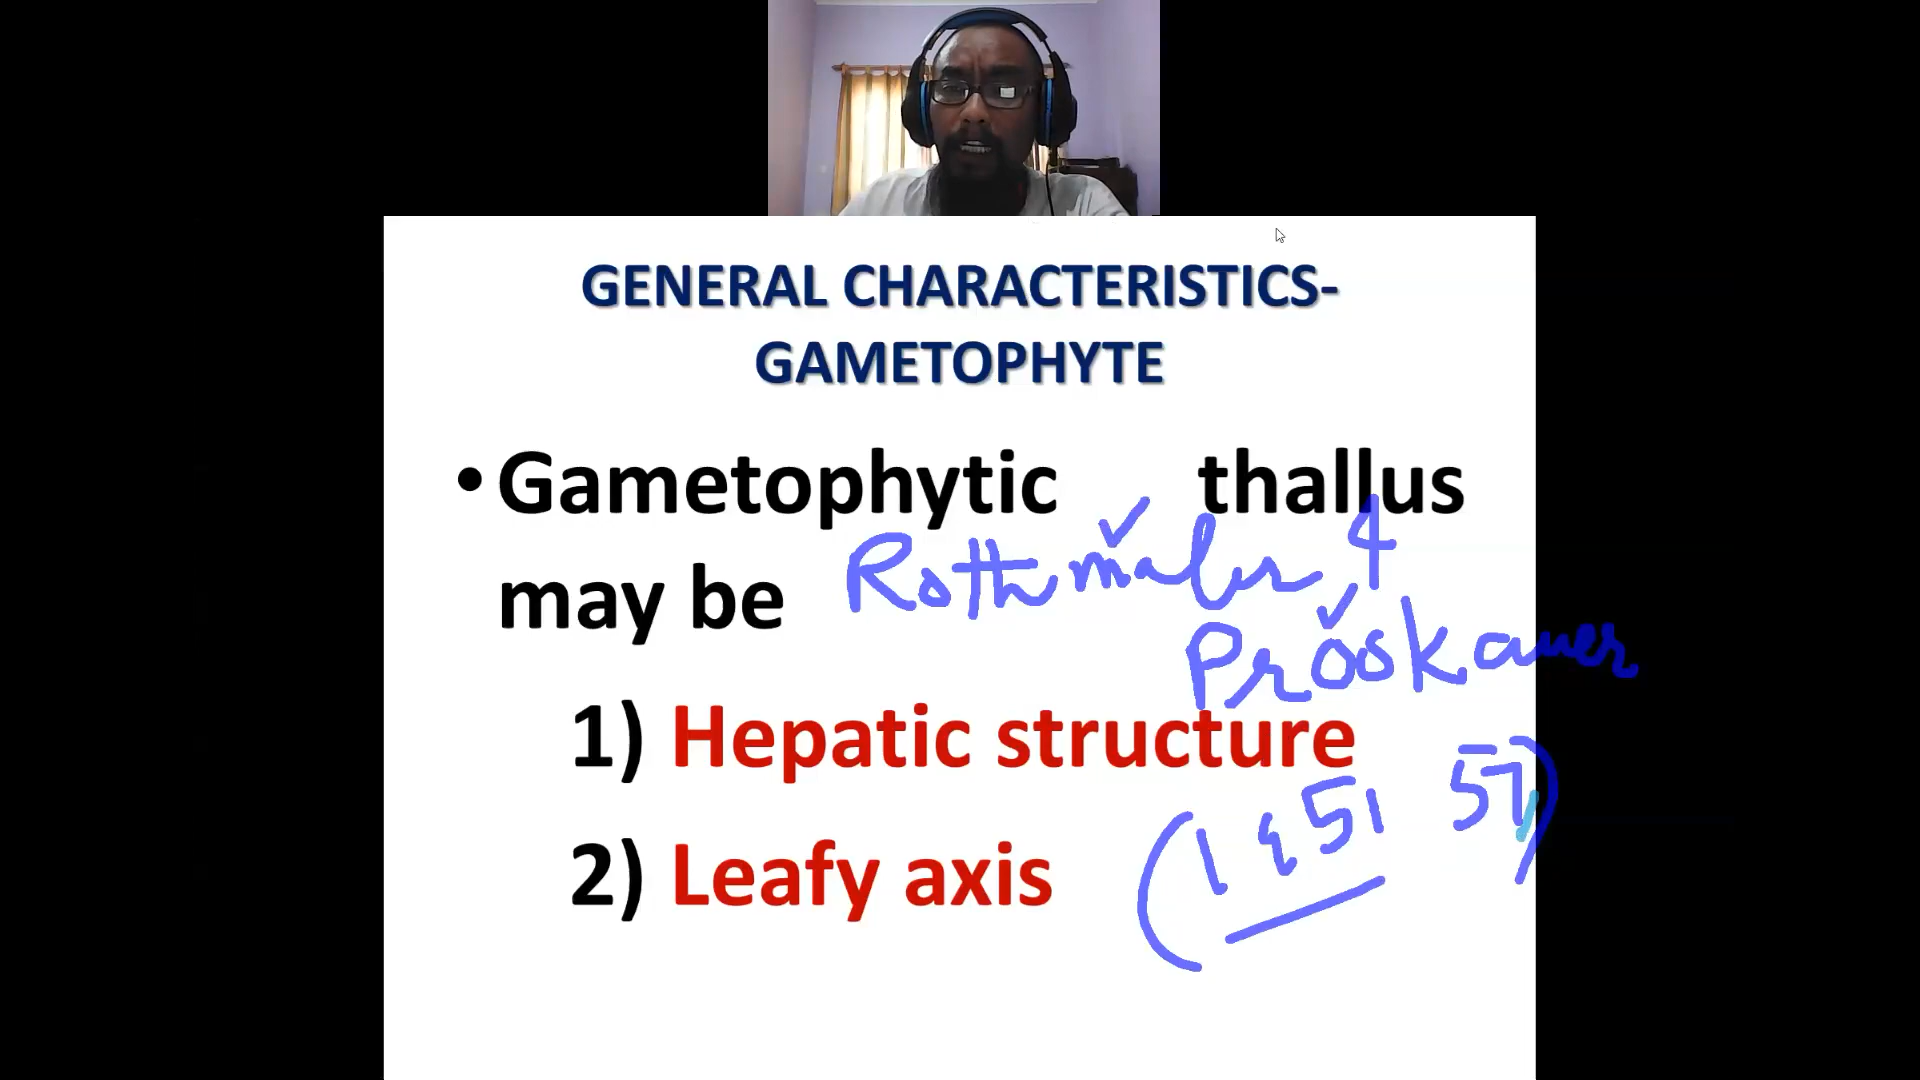 GENERAL CHARACTERISTICS-
GAMETOPHYTE
• Gametophytic thallus
may be
Rothmaler &
Proskauer
1) Hepatic structure
2) Leafy axis
(1951 57)